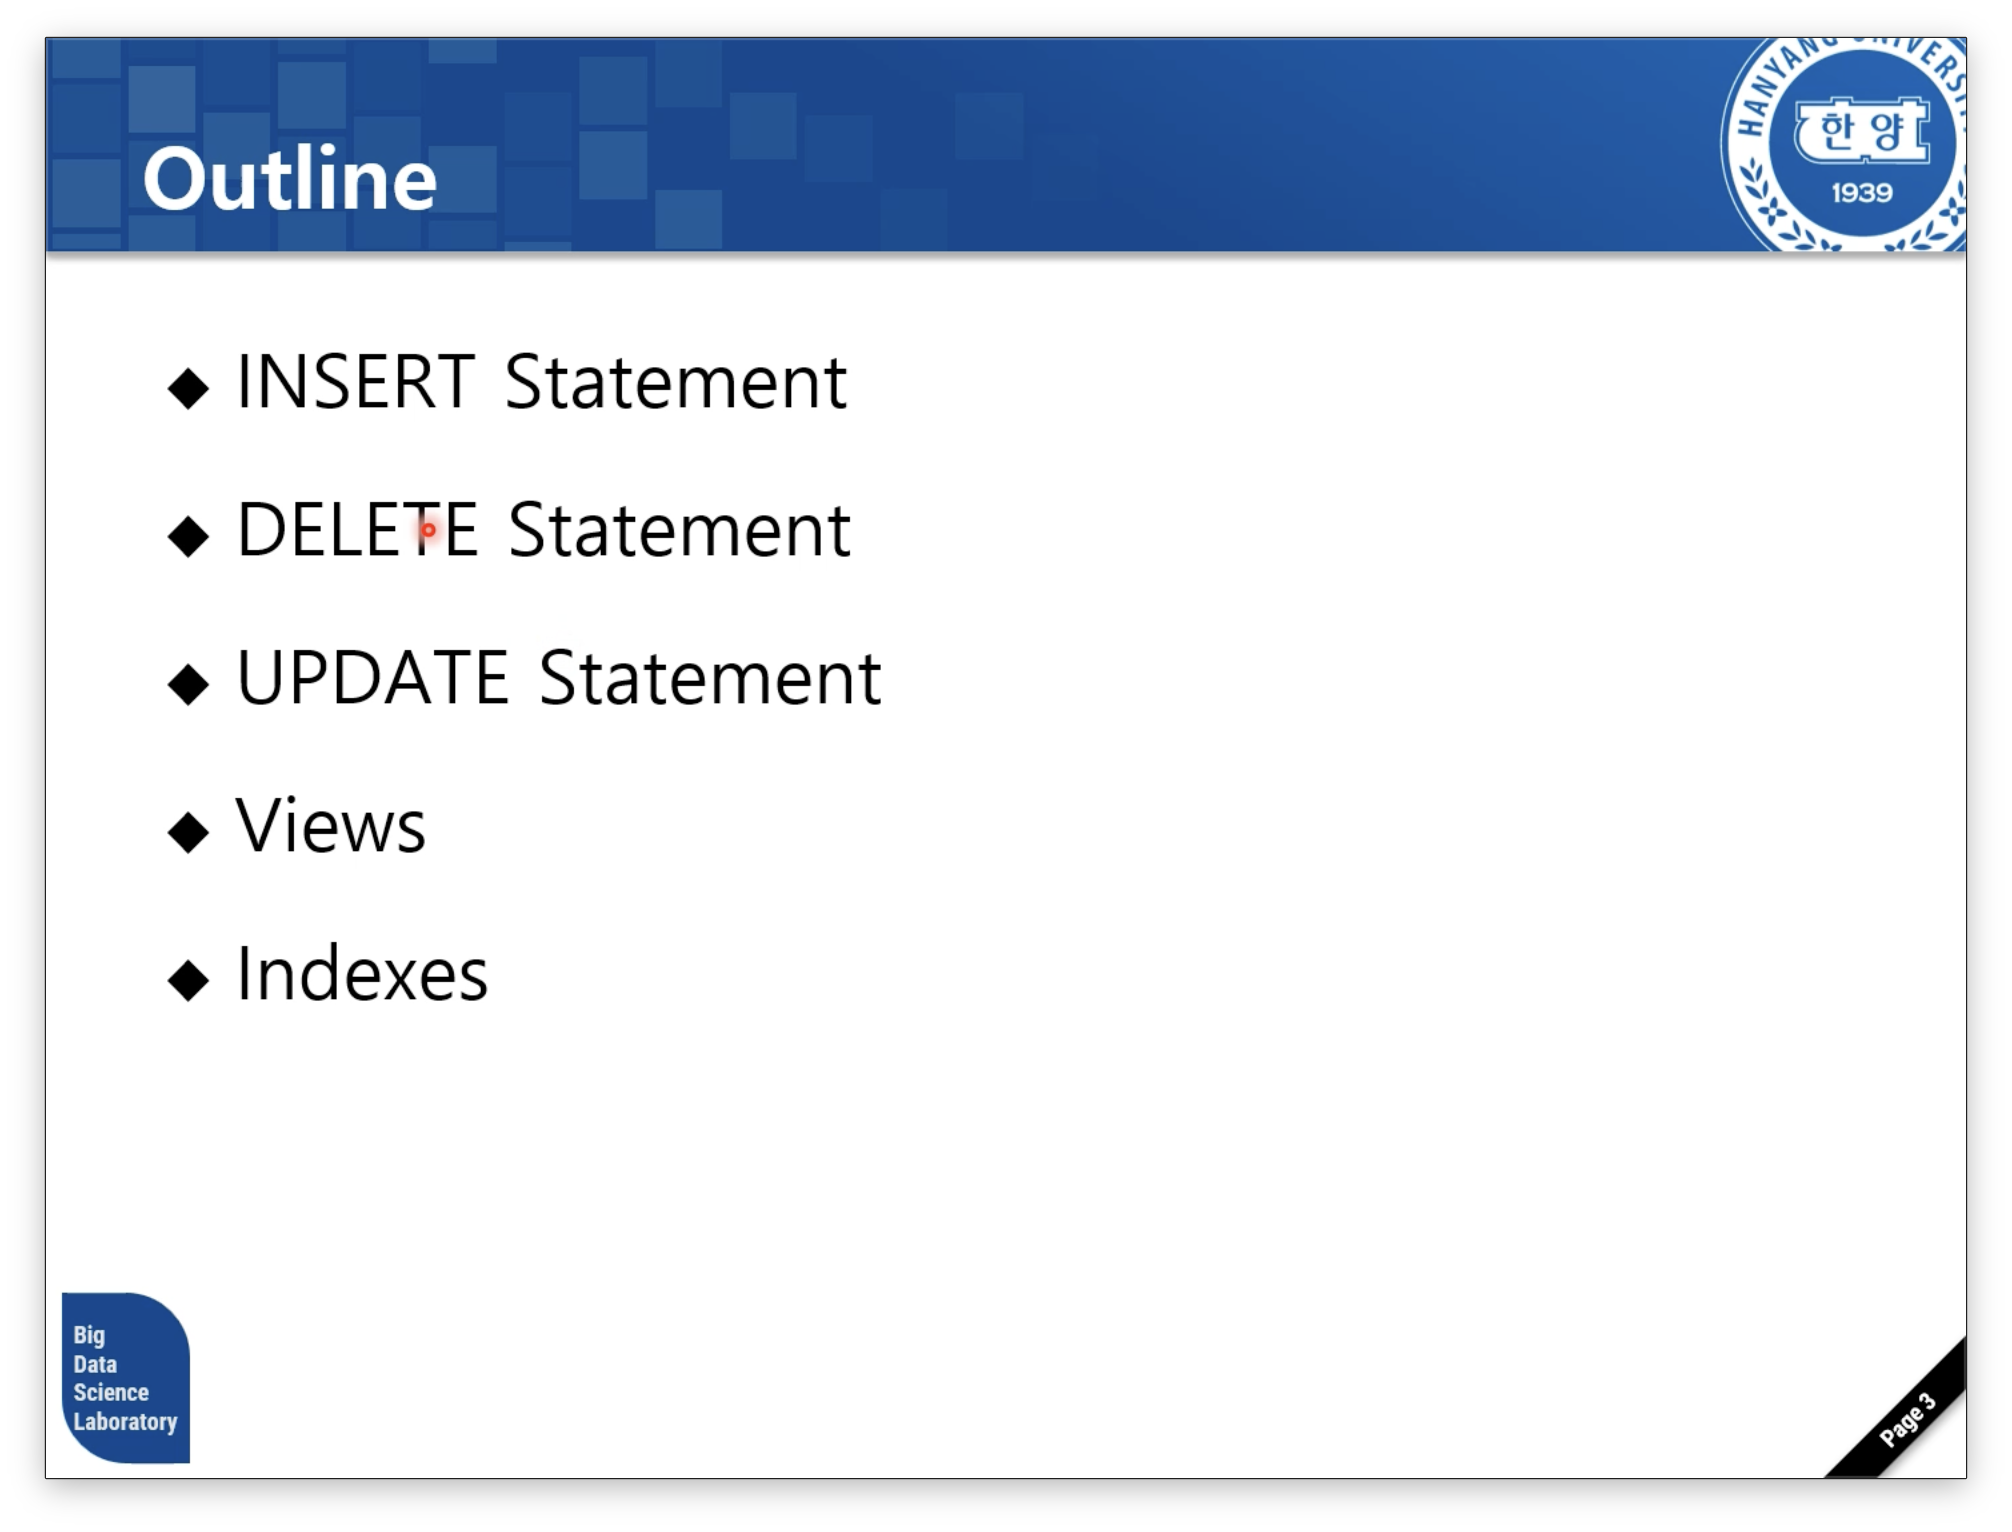 HANYANG UNIVERSIT
한양
1939
Outline
◆ INSERT Statement
◆ DELETE Statement
◆ UPDATE Statement
◆ Views
◆ Indexes
Big
Data
Science
Laboratory
Page 3